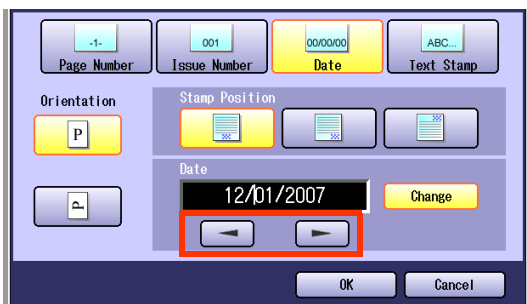 -1-
Page Number
001
Issue Number
00/00/00
Date
ABC...
Text Stamp
Orientation
P
P
Stamp Position
Date
12/01/2007
Change
OK
Cancel